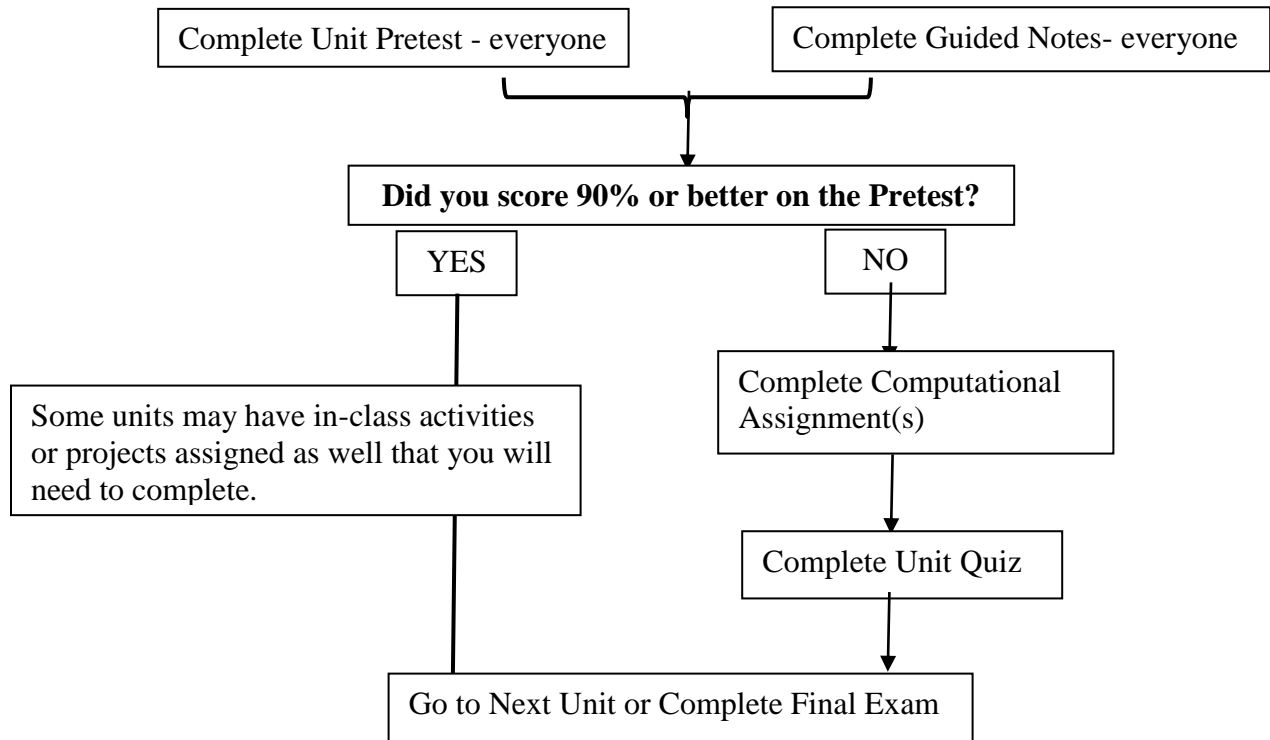 Complete Unit Pretest - everyone
Complete Guided Notes- everyone
Did you score 90% or better on the Pretest?
YES
NO
Some units may have in-class activities
or projects assigned as well that you will
need to complete.
Complete Computational
Assignment(s)
Complete Unit Quiz
Go to Next Unit or Complete Final Exam